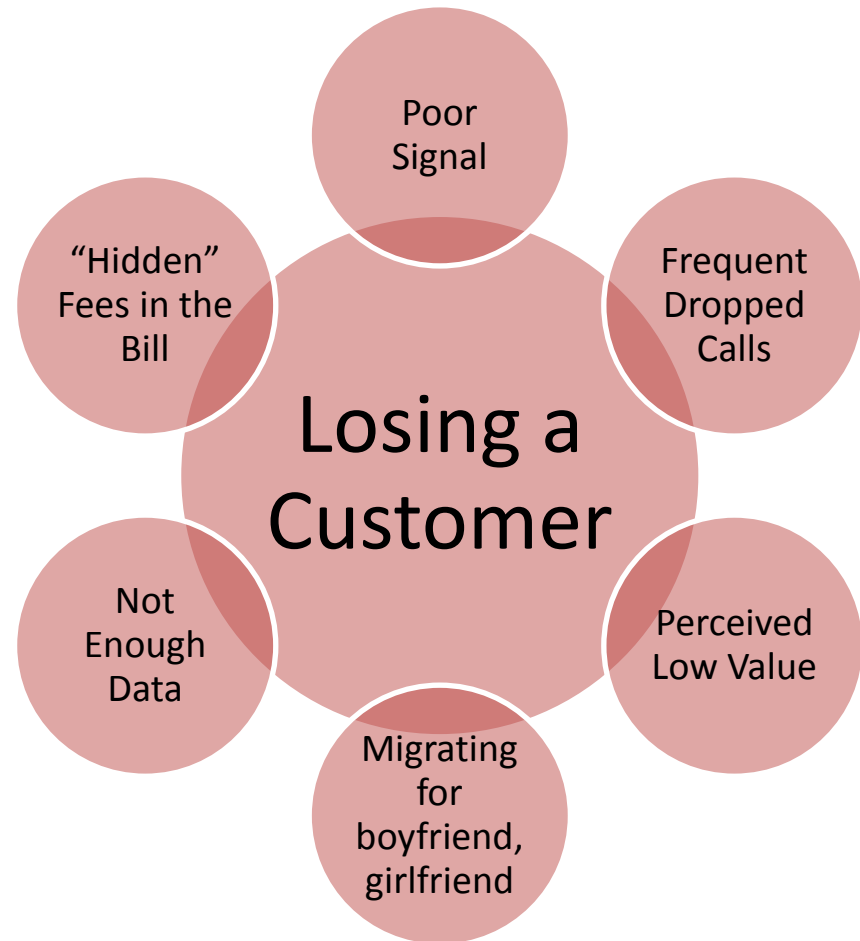 Poor
Signal
Frequent
Dropped
Calls
Perceived
Low Value
Migrating
for
boyfriend,
girlfriend
Not
Enough
Data
“Hidden”
Fees in the
Bill
Losing a
Customer